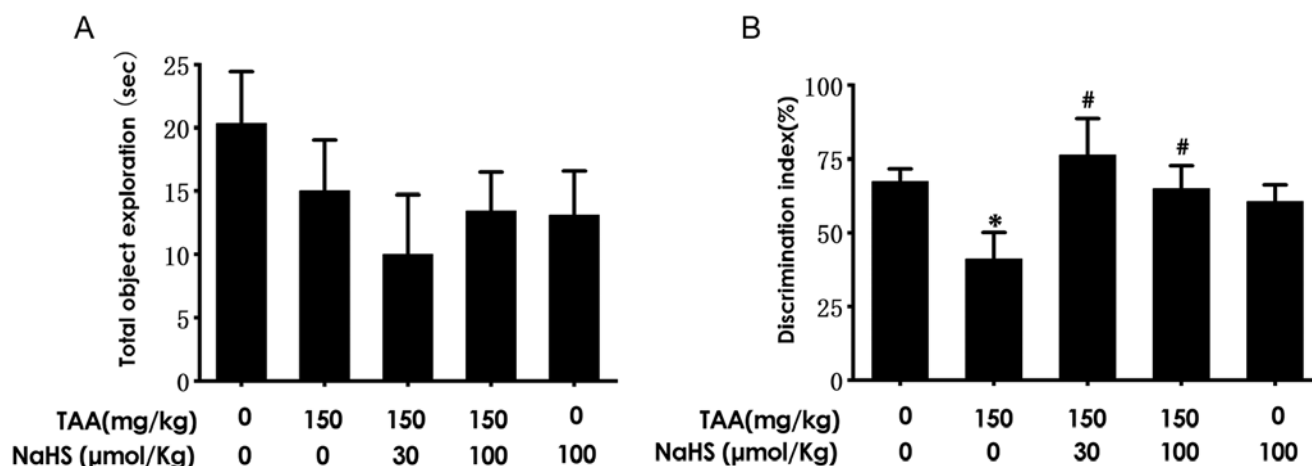 A
Total object exploration（sec）
25
20
15
10
5
0
TAA(mg/kg) 0 150 150 150 0
NaHS (μmol/Kg) 0 0 30 100 100
B
Discrimination index(%)
100
75
50
25
0
*
#
#
TAA(mg/kg) 0 150 150 150 0
NaHS (μmol/Kg) 0 0 30 100 100